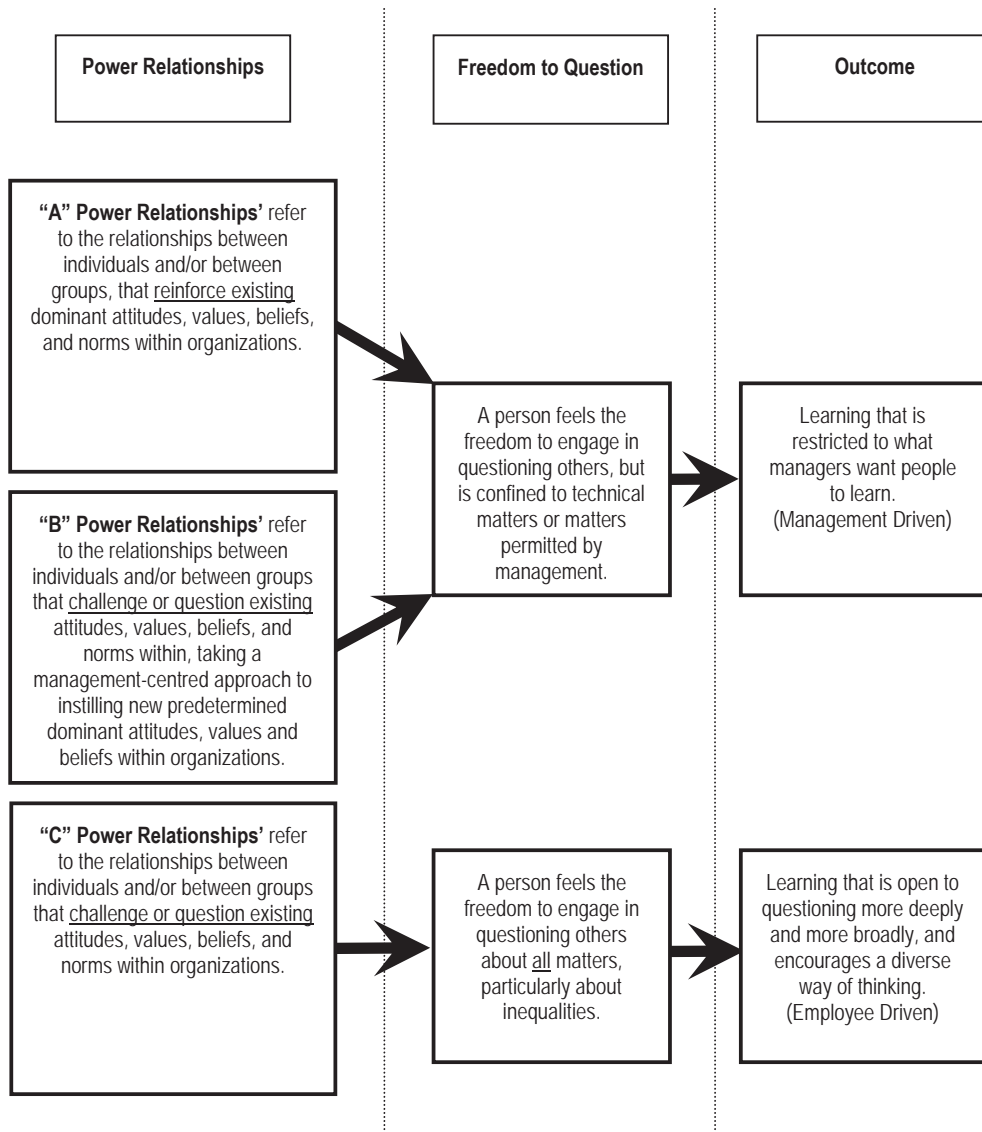 Power Relationships
Freedom to Question
Outcome
“A” Power Relationships’ refer
to the relationships between
individuals and/or between
groups, that reinforce existing
dominant attitudes, values, beliefs,
and norms within organizations.
“B” Power Relationships’ refer
to the relationships between
individuals and/or between groups
that challenge or question existing
attitudes, values, beliefs, and
norms within, taking a
management-centred approach to
instilling new predetermined
dominant attitudes, values and
beliefs within organizations.
“C” Power Relationships’ refer
to the relationships between
individuals and/or between groups
that challenge or question existing
attitudes, values, beliefs, and
norms within organizations.
A person feels the
freedom to engage in
questioning others, but
is confined to technical
matters or matters
permitted by
management.
Learning that is
restricted to what
managers want people
to learn.
(Management Driven)
A person feels the
freedom to engage in
questioning others
about all matters,
particularly about
inequalities.
Learning that is open to
questioning more deeply
and more broadly, and
encourages a diverse
way of thinking.
(Employee Driven)